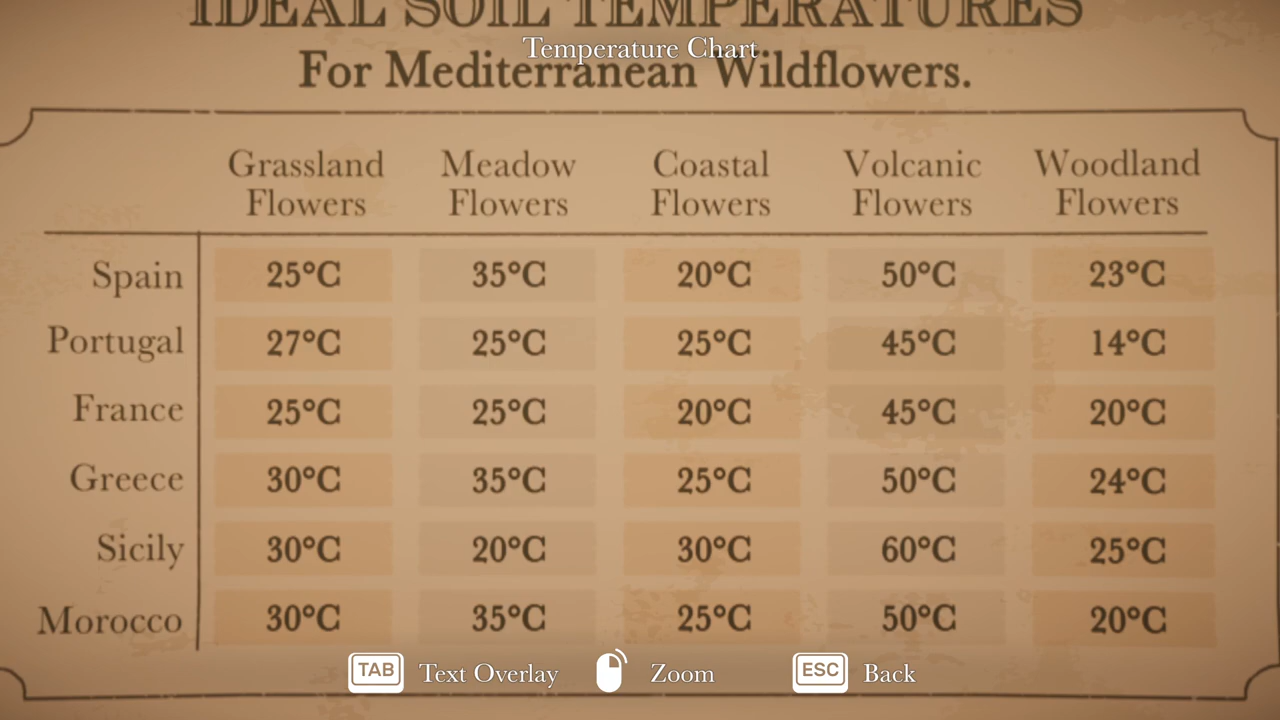 IDEAL SOIL TEMPERATURES
Temperature Chart
For Mediterranean Wildflowers.
Grassland Flowers Meadow Flowers Coastal Flowers Volcanic Flowers Woodland Flowers
Spain 25°C 35°C 20°C 50°C 23°C
Portugal 27°C 25°C 25°C 45°C 14°C
France 25°C 25°C 20°C 45°C 20°C
Greece 30°C 35°C 25°C 50°C 24°C
Sicily 30°C 20°C 30°C 60°C 25°C
Morocco 30°C 35°C 25°C 50°C 20°C
TAB Text Overlay Zoom ESC Back